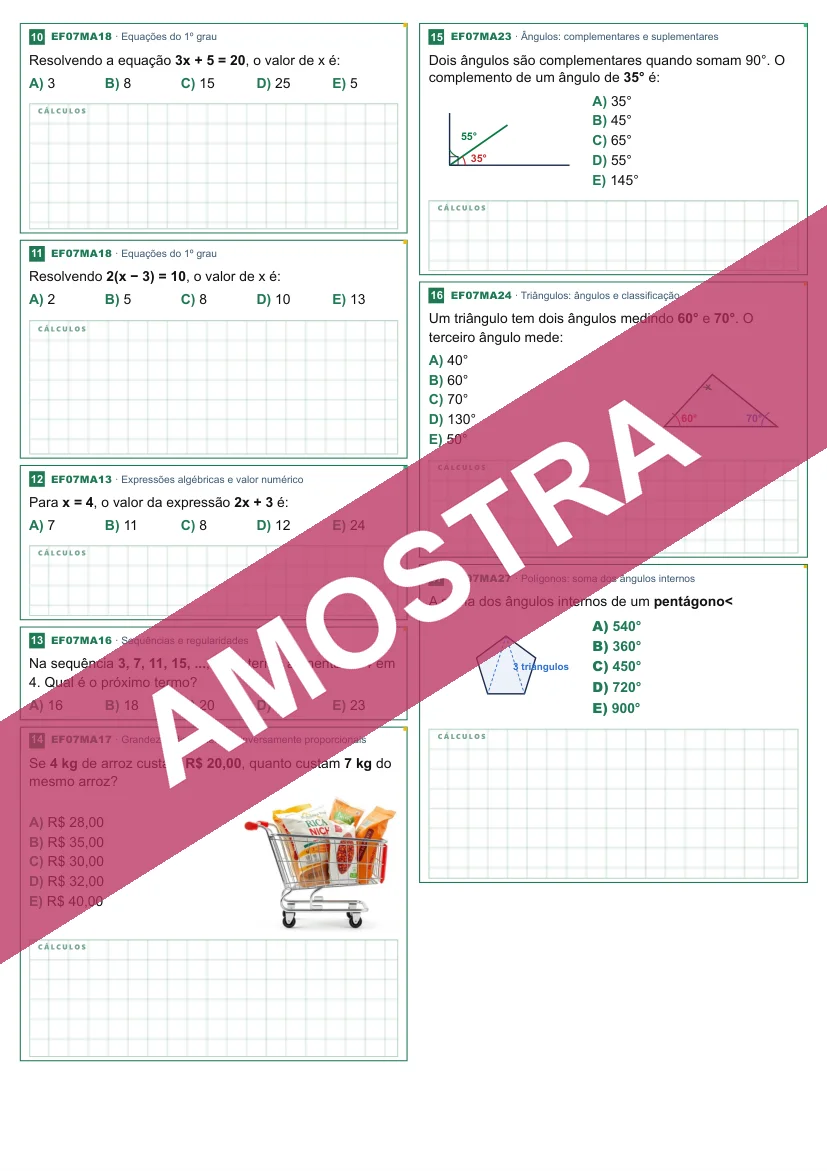 10 EF07MA18 · Equações do 1º grau
Resolvendo a equação 3x + 5 = 20, o valor de x é:
A) 3 B) 8 C) 15 D) 25 E) 5
CÁLCULOS
11 EF07MA18 · Equações do 1º grau
Resolvendo 2(x − 3) = 10, o valor de x é:
A) 2 B) 5 C) 8 D) 10 E) 13
CÁLCULOS
12 EF07MA13 · Expressões algébricas e valor numérico
Para x = 4, o valor da expressão 2x + 3 é:
A) 7 B) 11 C) 8 D) 12 E) 24
CÁLCULOS
13 EF07MA16 · Sequências e regularidades
Na sequência 3, 7, 11, 15, ..., em
4. Qual é o próximo termo?
A) 16 B) 18 20 E) 23
14 EF07MA17 · inversamente proporcionais
Se 4 kg de arroz custam R$ 20,00, quanto custam 7 kg do
mesmo arroz?
A) R$ 28,00
B) R$ 35,00
C) R$ 30,00
D) R$ 32,00
E) R$ 40,00
CÁLCULOS
15 EF07MA23 · Ângulos: complementares e suplementares
Dois ângulos são complementares quando somam 90°. O
complemento de um ângulo de 35° é:
55°
35°
A) 35°
B) 45°
C) 65°
D) 55°
E) 145°
CÁLCULOS
16 EF07MA24 · Triângulos: ângulos e classificação
Um triângulo tem dois ângulos medindo 60° e 70°. O
terceiro ângulo mede:
A) 40°
B) 60°
C) 70°
D) 130°
E) 50°
x
60°
70°
CÁLCULOS
EF07MA27 · Polígonos: soma dos ângulos internos
A soma dos ângulos internos de um pentágono<
3 triângulos
A) 540°
B) 360°
C) 450°
D) 720°
E) 900°
CÁLCULOS
AMOSTRA